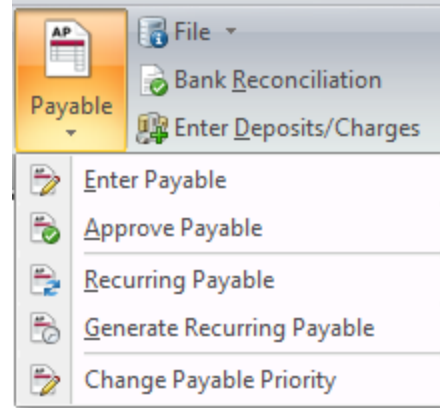 AP
Payable
File
Bank Reconciliation
Enter Deposits/Charges
Enter Payable
Approve Payable
Recurring Payable
Generate Recurring Payable
Change Payable Priority